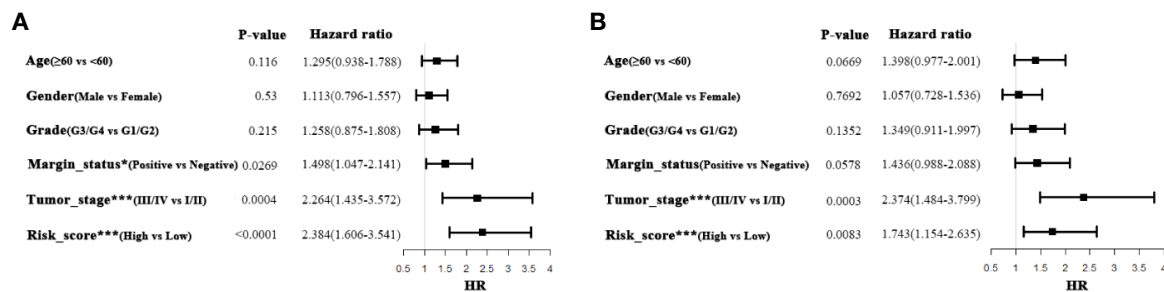 A
P-value Hazard ratio
Age(≥60 vs <60) 0.116 1.295(0.938-1.788)
Gender(Male vs Female) 0.53 1.113(0.796-1.557)
Grade(G3/G4 vs G1/G2) 0.215 1.258(0.875-1.808)
Margin_status*(Positive vs Negative) 0.0269 1.498(1.047-2.141)
Tumor_stage***(III/IV vs I/II) 0.0004 2.264(1.435-3.572)
Risk_score***(High vs Low) <0.0001 2.384(1.606-3.541)
0.5 1 1.5 2 2.5 3 3.5 4
HR
B
P-value Hazard ratio
Age(≥60 vs <60) 0.0669 1.398(0.977-2.001)
Gender(Male vs Female) 0.7692 1.057(0.728-1.536)
Grade(G3/G4 vs G1/G2) 0.1352 1.349(0.911-1.997)
Margin_status(Positive vs Negative) 0.0578 1.436(0.988-2.088)
Tumor_stage***(III/IV vs I/II) 0.0003 2.374(1.484-3.799)
Risk_score***(High vs Low) 0.0083 1.743(1.154-2.635)
0.5 1 1.5 2 2.5 3 3.5 4
HR